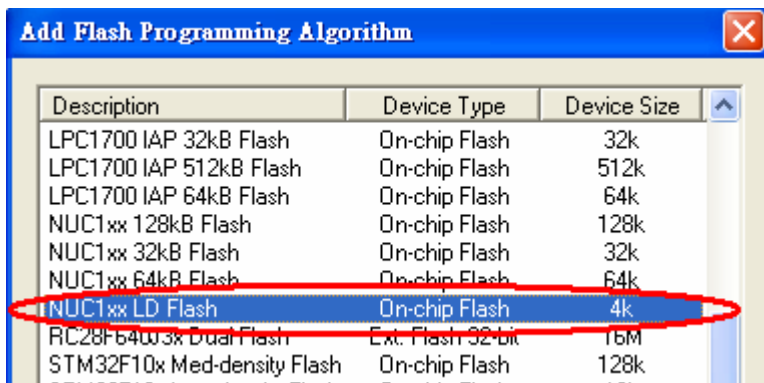 Add Flash Programming Algorithm
Description Device Type Device Size
LPC1700 IAP 32kB Flash On-chip Flash 32k
LPC1700 IAP 512kB Flash On-chip Flash 512k
LPC1700 IAP 64kB Flash On-chip Flash 64k
NUC1xx 128kB Flash On-chip Flash 128k
NUC1xx 32kB Flash On-chip Flash 32k
NUC1xx 64kB Flash On-chip Flash 64k
NUC1xx LD Flash On-chip Flash 4k
RC28F640J3x Dual Flash Ext. Flash 32-bit 16M
STM32F10x Med-density Flash On-chip Flash 128k